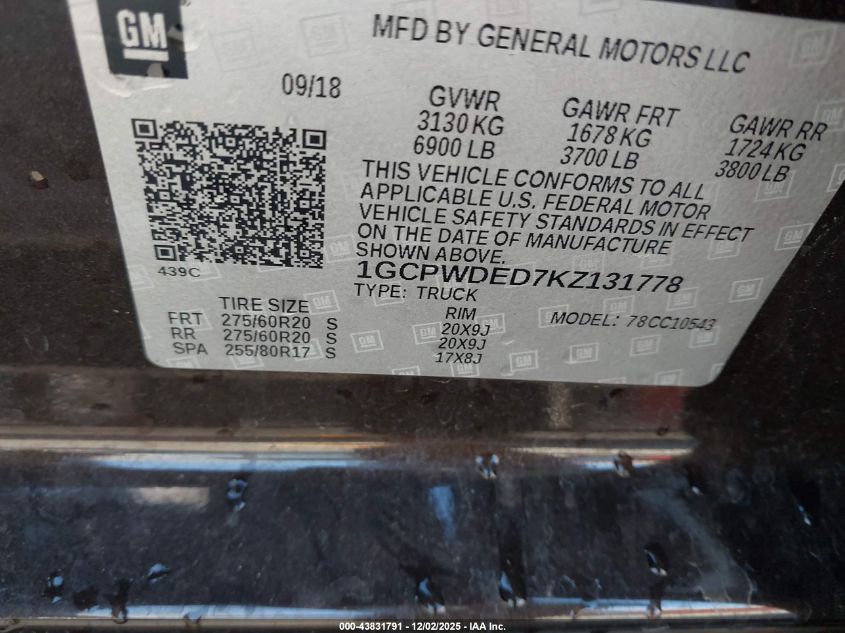 GM
MFD BY GENERAL MOTORS LLC
09/18
GVWR
3130 KG
6900 LB
GAWR FRT
1678 KG
3700 LB
GAWR RR
1724 KG
3800 LB
THIS VEHICLE CONFORMS TO ALL
APPLICABLE U.S. FEDERAL MOTOR
VEHICLE SAFETY STANDARDS IN EFFECT
ON THE DATE OF MANUFACTURE
SHOWN ABOVE.
439C
1GCPWDED7KZ131778
TYPE: TRUCK
TIRE SIZE
RIM
MODEL: 78CC10543
FRT 275/60R20 S 20X9J
RR 275/60R20 S 20X9J
SPA 255/80R17 S 17X8J
000-43831791 - 12/02/2025 - IAA Inc.